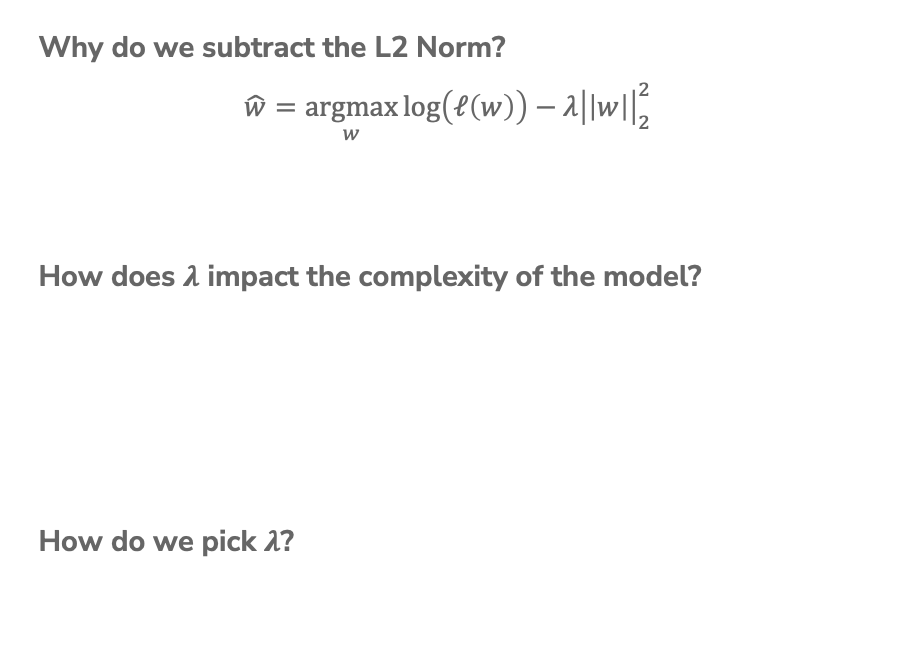 Why do we subtract the L2 Norm?
ŵ = argmax log(ℓ(w)) − λ||w||₂²
w
How does λ impact the complexity of the model?
How do we pick λ?